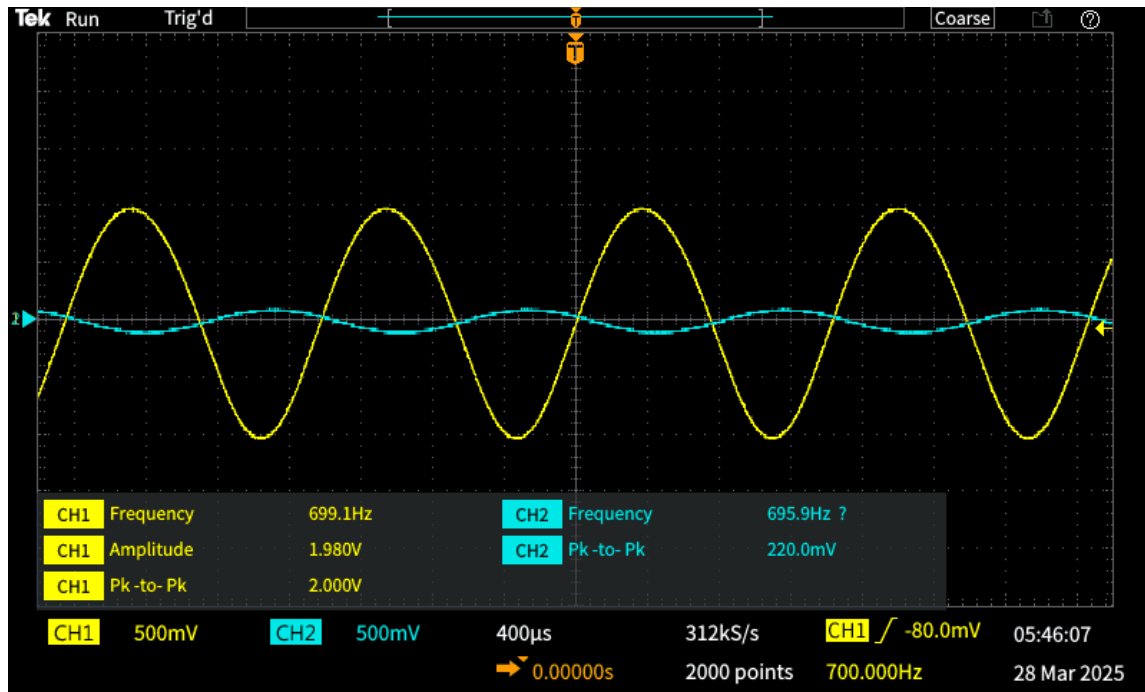 Tek Run Trig'd Coarse
T
T
1
CH1 Frequency 699.1Hz CH2 Frequency 695.9Hz ?
CH1 Amplitude 1.980V CH2 Pk -to- Pk 220.0mV
CH1 Pk -to- Pk 2.000V
CH1 500mV CH2 500mV 400µs 312kS/s CH1 -80.0mV 05:46:07
0.00000s 2000 points 700.000Hz 28 Mar 2025